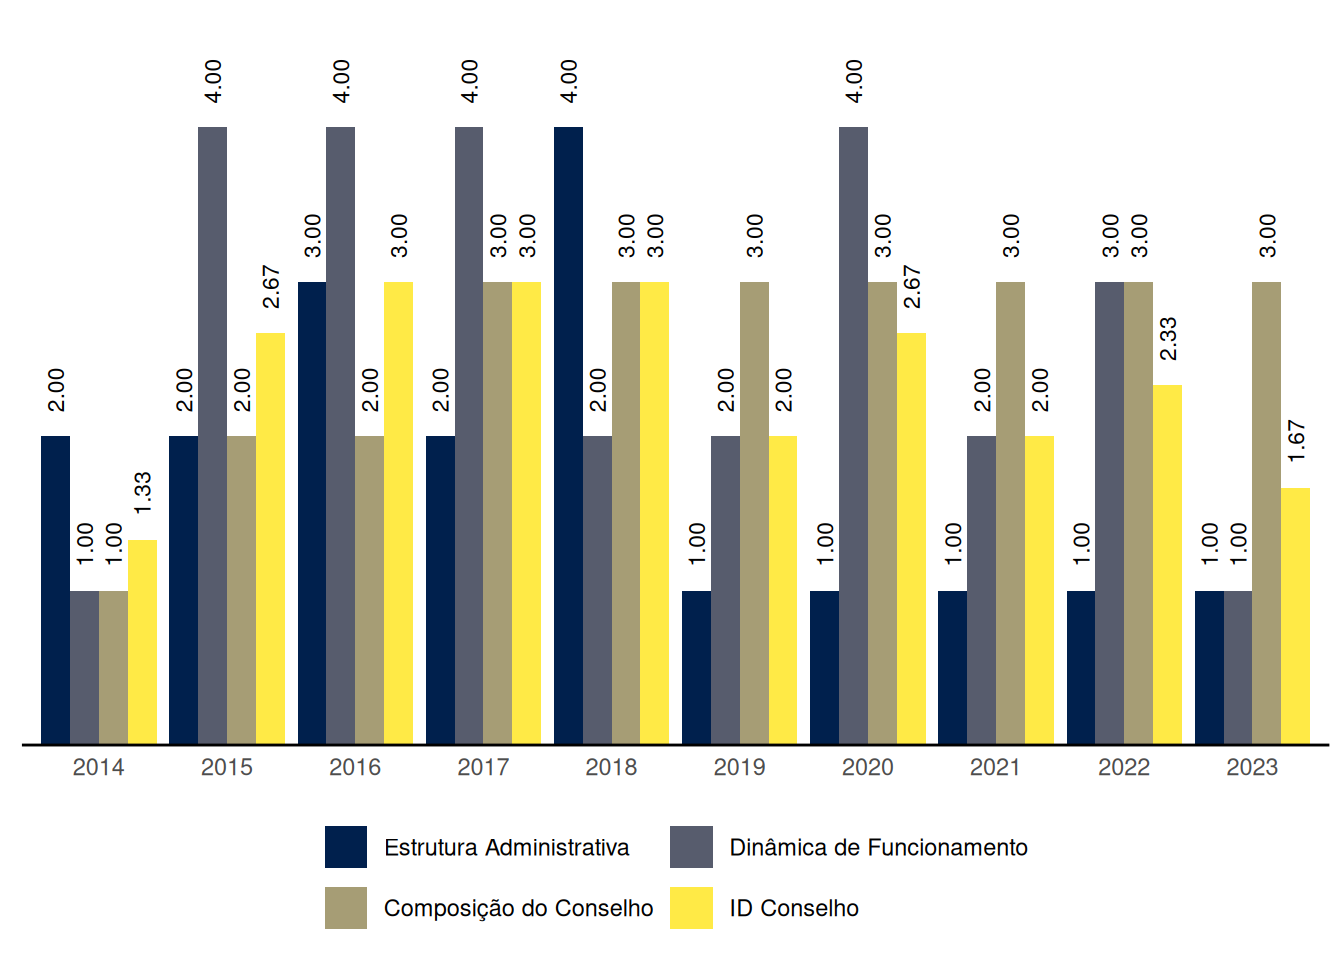 2.00 1.00 1.00 1.33 2.00 4.00 2.00 2.67 3.00 4.00 2.00 3.00 2.00 4.00 3.00 3.00 4.00 2.00 3.00 3.00 1.00 2.00 3.00 2.00 1.00 4.00 3.00 2.67 1.00 2.00 3.00 2.00 1.00 3.00 3.00 2.33 1.00 1.00 3.00 1.67
2014 2015 2016 2017 2018 2019 2020 2021 2022 2023
Estrutura Administrativa Dinâmica de Funcionamento
Composição do Conselho ID Conselho